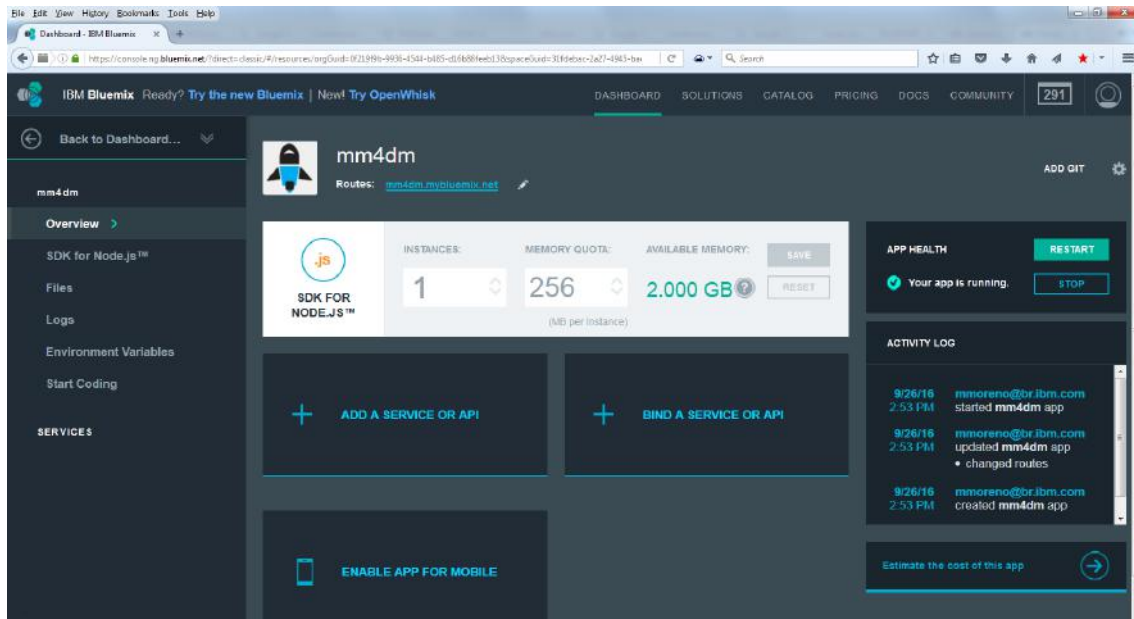 File Edit View History Bookmarks Tools Help
Dashboard - IBM Bluemix × +
Search
IBM Bluemix Ready? Try the new Bluemix | New! Try OpenWhisk
DASHBOARD SOLUTIONS CATALOG PRICING DOCS COMMUNITY 291
Back to Dashboard...
mm4dm
Routes: mm4dm.mybluemix.net
ADD GIT
mm4dm
Overview >
SDK for Node.js™
Files
Logs
Environment Variables
Start Coding
SERVICES
.js
SDK FOR
NODE.JS™
INSTANCES:
1
MEMORY QUOTA:
256
(MB per Instance)
AVAILABLE MEMORY:
2.000 GB ?
SAVE
RESET
ADD A SERVICE OR API
BIND A SERVICE OR API
ENABLE APP FOR MOBILE
APP HEALTH
RESTART
Your app is running.
STOP
ACTIVITY LOG
9/26/16 mmoreno@br.ibm.com
2:53 PM started mm4dm app
9/26/16 mmoreno@br.ibm.com
2:53 PM updated mm4dm app
• changed routes
9/26/16 mmoreno@br.ibm.com
2:53 PM created mm4dm app
Estimate the cost of this app